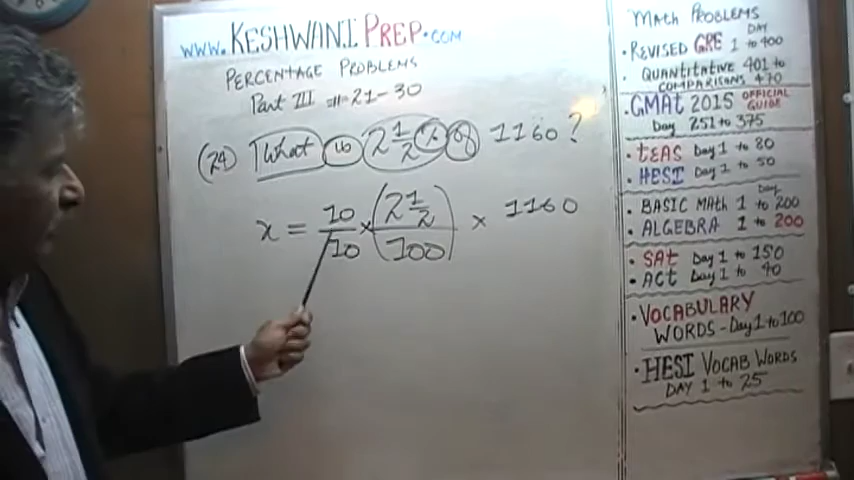 www.KESHWANIPREP.com
PERCENTAGE PROBLEMS
PART III #21-30
(24) What is 2 1/2 % of 1160?
x = 10/10 × (2 1/2 / 100) × 1160
MATH PROBLEMS
• REVISED GRE DAY 1 to 400
• QUANTITATIVE COMPARISONS 401 to 470
• GMAT 2015 OFFICIAL GUIDE
Day 251 to 375
• TEAS Day 1 to 80
• HESI Day 1 to 50
• BASIC MATH DAY 1 to 200
• ALGEBRA 1 to 200
• SAT Day 1 to 150
• ACT Day 1 to 40
• VOCABULARY
WORDS - Day 1 to 100
• HESI VOCAB WORDS
DAY 1 to 25